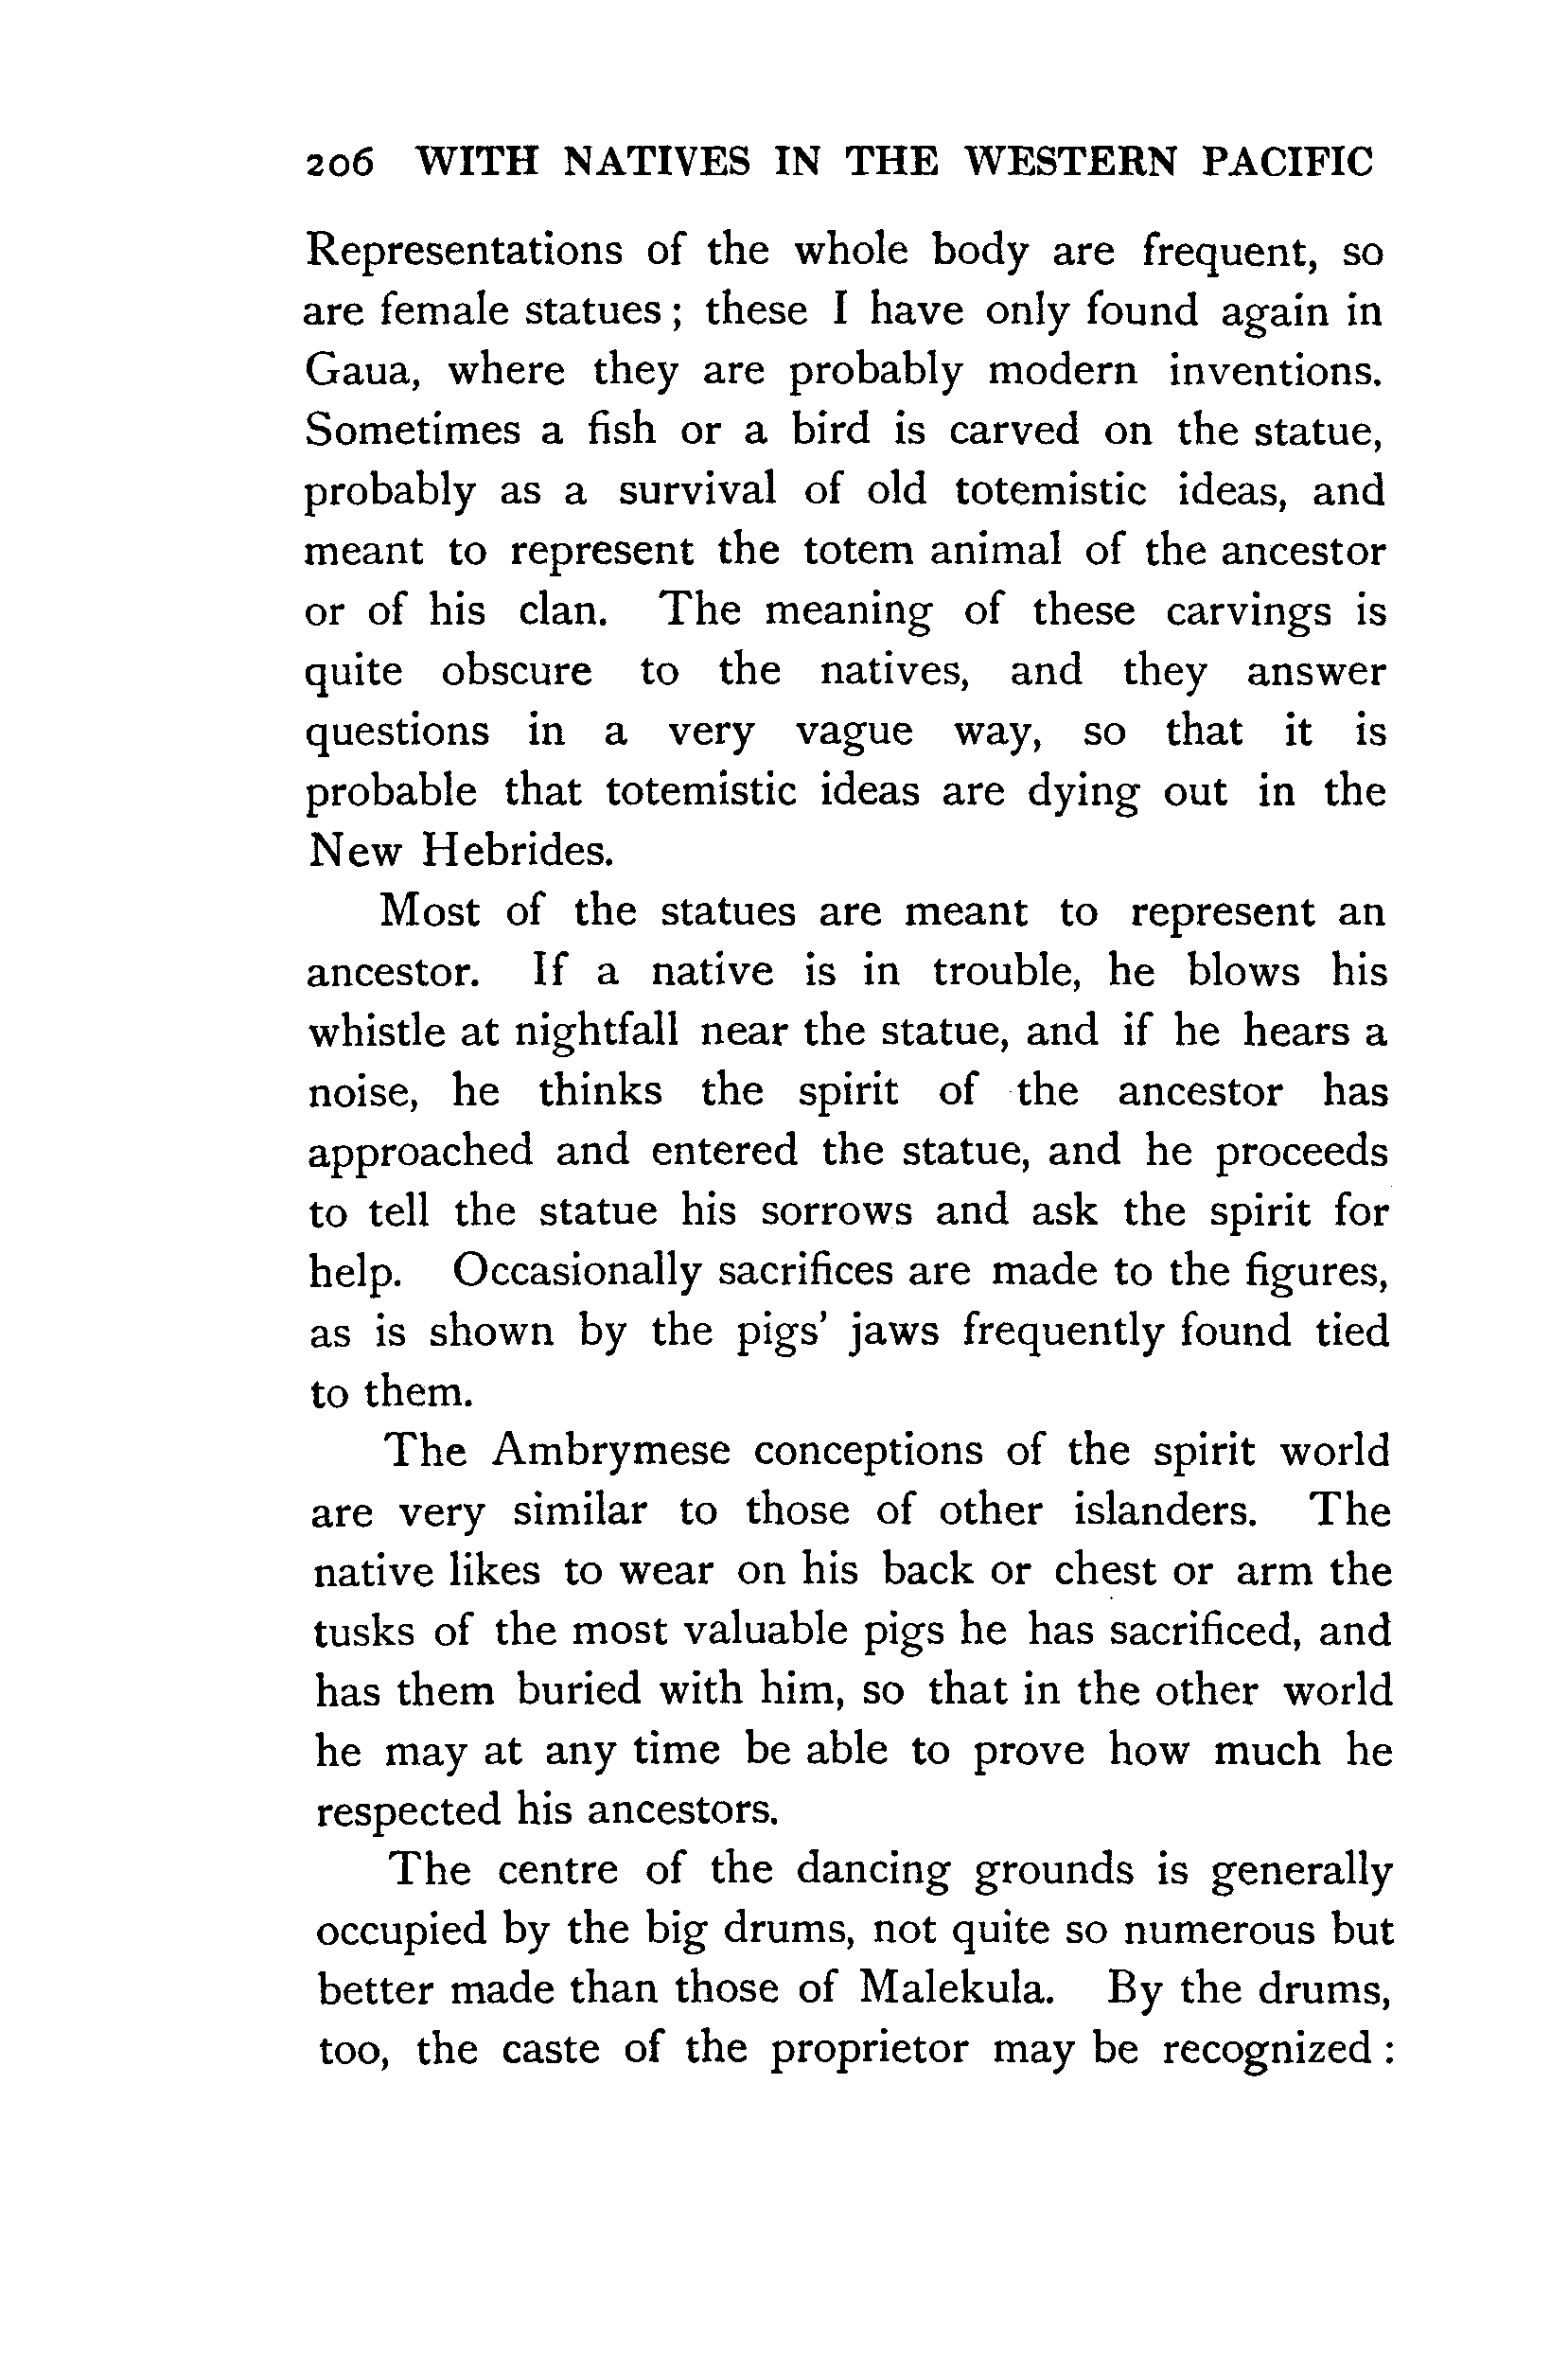 206 WITH NATIVES IN THE WESTERN PACIFIC
Representations of the whole body are frequent, so
are female statues; these I have only found again in
Gaua, where they are probably modern inventions.
Sometimes a fish or a bird is carved on the statue,
probably as a survival of old totemistic ideas, and
meant to represent the totem animal of the ancestor
or of his clan. The meaning of these carvings is
quite obscure to the natives, and they answer
questions in a very vague way, so that it is
probable that totemistic ideas are dying out in the
New Hebrides.
Most of the statues are meant to represent an
ancestor. If a native is in trouble, he blows his
whistle at nightfall near the statue, and if he hears a
noise, he thinks the spirit of the ancestor has
approached and entered the statue, and he proceeds
to tell the statue his sorrows and ask the spirit for
help. Occasionally sacrifices are made to the figures,
as is shown by the pigs' jaws frequently found tied
to them.
The Ambrymese conceptions of the spirit world
are very similar to those of other islanders. The
native likes to wear on his back or chest or arm the
tusks of the most valuable pigs he has sacrificed, and
has them buried with him, so that in the other world
he may at any time be able to prove how much he
respected his ancestors.
The centre of the dancing grounds is generally
occupied by the big drums, not quite so numerous but
better made than those of Malekula. By the drums,
too, the caste of the proprietor may be recognized: